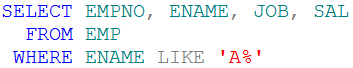 SELECT EMPNO, ENAME, JOB, SAL
FROM EMP
WHERE ENAME LIKE 'A%'